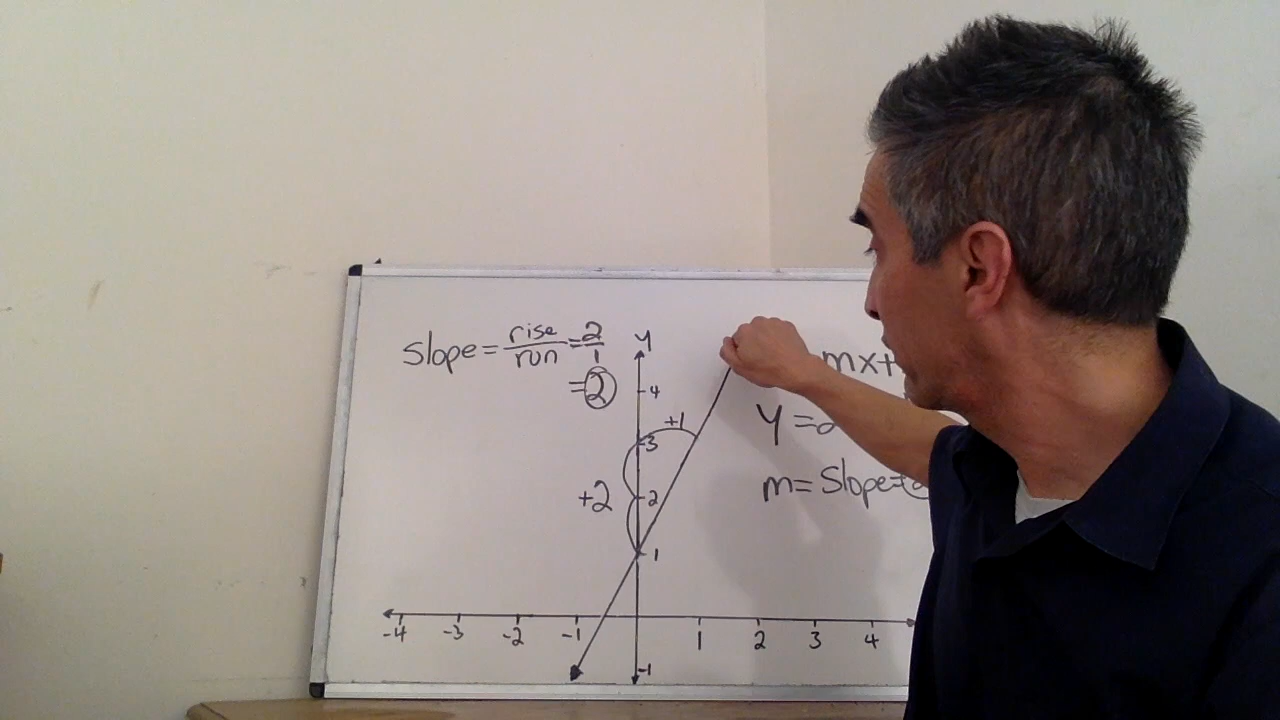 slope = rise/run = 2/1
= 2
Y
mx+
Y =2
m = Slope =
4
+1
3
+2
2
1
-4 -3 -2 -1 1 2 3 4
-1